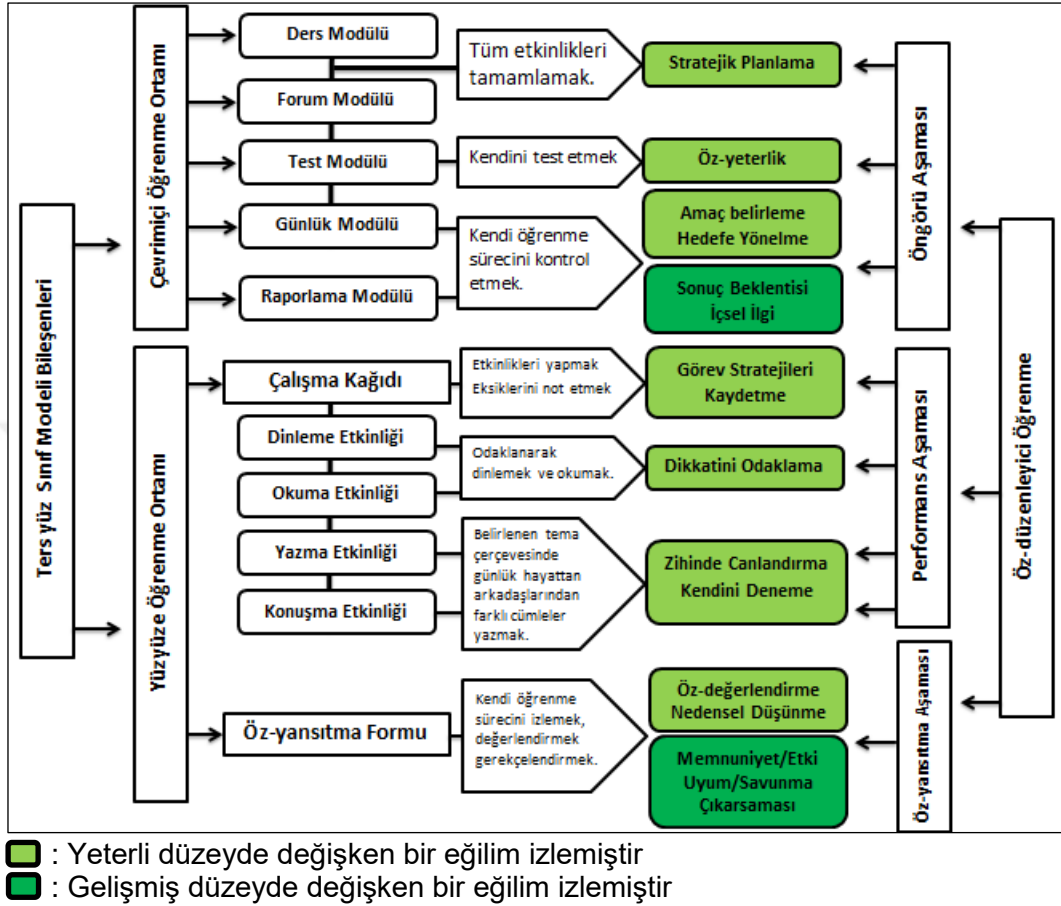 Ters yüz Sınıf Modeli Bileşenleri
Çevrimiçi Öğrenme Ortamı
Ders Modülü
Forum Modülü
Test Modülü
Günlük Modülü
Raporlama Modülü
Tüm etkinlikleri
tamamlamak.
Kendini test etmek
Kendi öğrenme
sürecini kontrol
etmek.
Stratejik Planlama
Öz-yeterlik
Amaç belirleme
Hedefe Yönelme
Sonuç Beklentisi
İçsel İlgi
Öngörü Aşaması
Yüzyüze Öğrenme Ortamı
Çalışma Kağıdı
Dinleme Etkinliği
Okuma Etkinliği
Yazma Etkinliği
Konuşma Etkinliği
Öz-yansıtma Formu
Etkinlikleri yapmak
Eksiklerini not etmek
Odaklanarak
dinlemek ve okumak.
Belirlenen tema
çerçevesinde
günlük hayattan
arkadaşlarından
farklı cümleler
yazmak.
Kendi öğrenme
sürecini izlemek,
değerlendirmek
gerekçelendirmek.
Görev Stratejileri
Kaydetme
Dikkatini Odaklama
Zihinde Canlandırma
Kendini Deneme
Öz-değerlendirme
Nedensel Düşünme
Memnuniyet/Etki
Uyum/Savunma
Çıkarsaması
Performans Aşaması
Öz-yansıtma Aşaması
Öz-düzenleyici Öğrenme
: Yeterli düzeyde değişken bir eğilim izlemiştir
: Gelişmiş düzeyde değişken bir eğilim izlemiştir